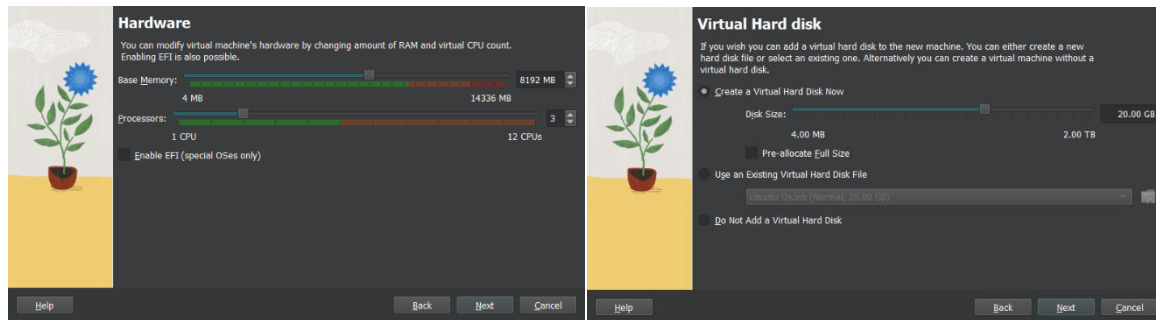 Hardware
You can modify virtual machine's hardware by changing amount of RAM and virtual CPU count.
Enabling EFI is also possible.
Base Memory:
8192 MB
4 MB
14336 MB
Processors:
3
1 CPU
12 CPUs
Enable EFI (special OSes only)
Help
Back
Next
Cancel
Virtual Hard disk
If you wish you can add a virtual hard disk to the new machine. You can either create a new
hard disk file or select an existing one. Alternatively you can create a virtual machine without a
virtual hard disk.
Create a Virtual Hard Disk Now
Disk Size:
20.00 GB
4.00 MB
2.00 TB
Pre-allocate Full Size
Use an Existing Virtual Hard Disk File
Ubuntu Os.vdi (Normal, 25.00 GB)
Do Not Add a Virtual Hard Disk
Help
Back
Next
Cancel